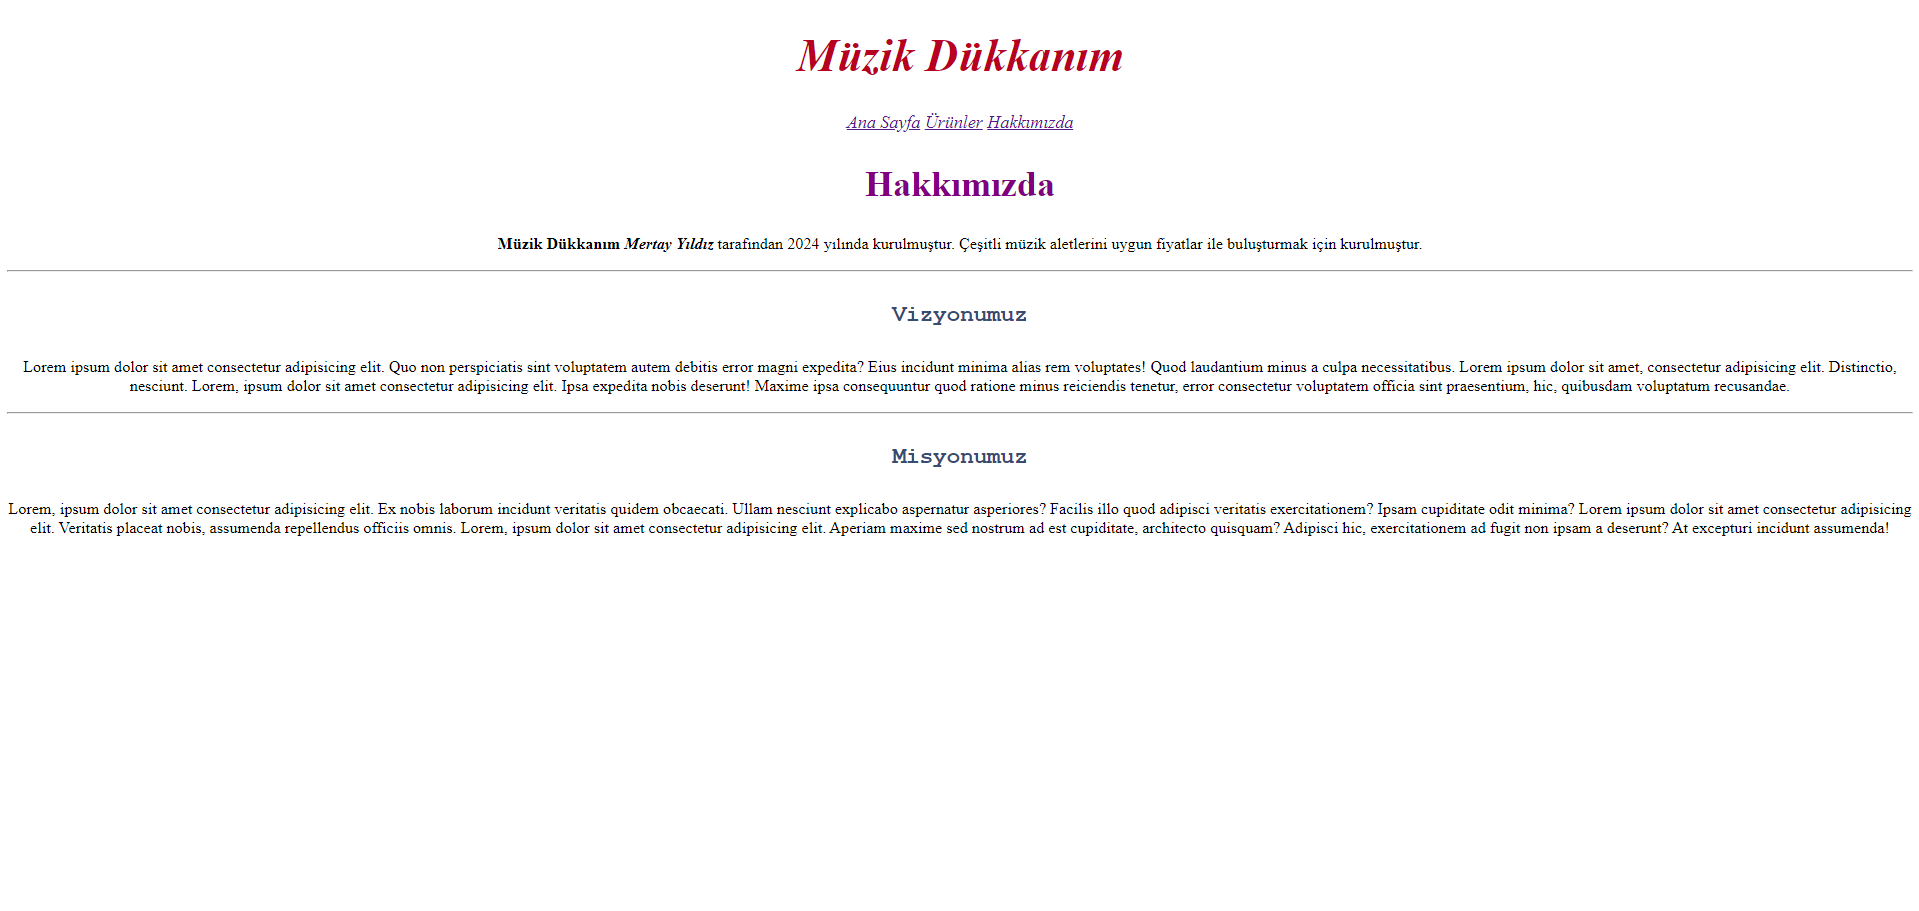 Müzik Dükkanım
Ana Sayfa Ürünler Hakkımızda
Hakkımızda
Müzik Dükkanım Mertay Yıldız tarafından 2024 yılında kurulmuştur. Çeşitli müzik aletlerini uygun fiyatlar ile buluşturmak için kurulmuştur.
Vizyonumuz
Lorem ipsum dolor sit amet consectetur adipisicing elit. Quo non perspiciatis sint voluptatem autem debitis error magni expedita? Eius incidunt minima alias rem voluptates! Quod laudantium minus a culpa necessitatibus. Lorem ipsum dolor sit amet, consectetur adipisicing elit. Distinctio,
nesciunt. Lorem, ipsum dolor sit amet consectetur adipisicing elit. Ipsa expedita nobis deserunt! Maxime ipsa consequuntur quod ratione minus reiciendis tenetur, error consectetur voluptatem officia sint praesentium, hic, quibusdam voluptatum recusandae.
Misyonumuz
Lorem, ipsum dolor sit amet consectetur adipisicing elit. Ex nobis laborum incidunt veritatis quidem obcaecati. Ullam nesciunt explicabo aspernatur asperiores? Facilis illo quod adipisci veritatis exercitationem? Ipsam cupiditate odit minima? Lorem ipsum dolor sit amet consectetur adipisicing
elit. Veritatis placeat nobis, assumenda repellendus officiis omnis. Lorem, ipsum dolor sit amet consectetur adipisicing elit. Aperiam maxime sed nostrum ad est cupiditate, architecto quisquam? Adipisci hic, exercitationem ad fugit non ipsam a deserunt? At excepturi incidunt assumenda!